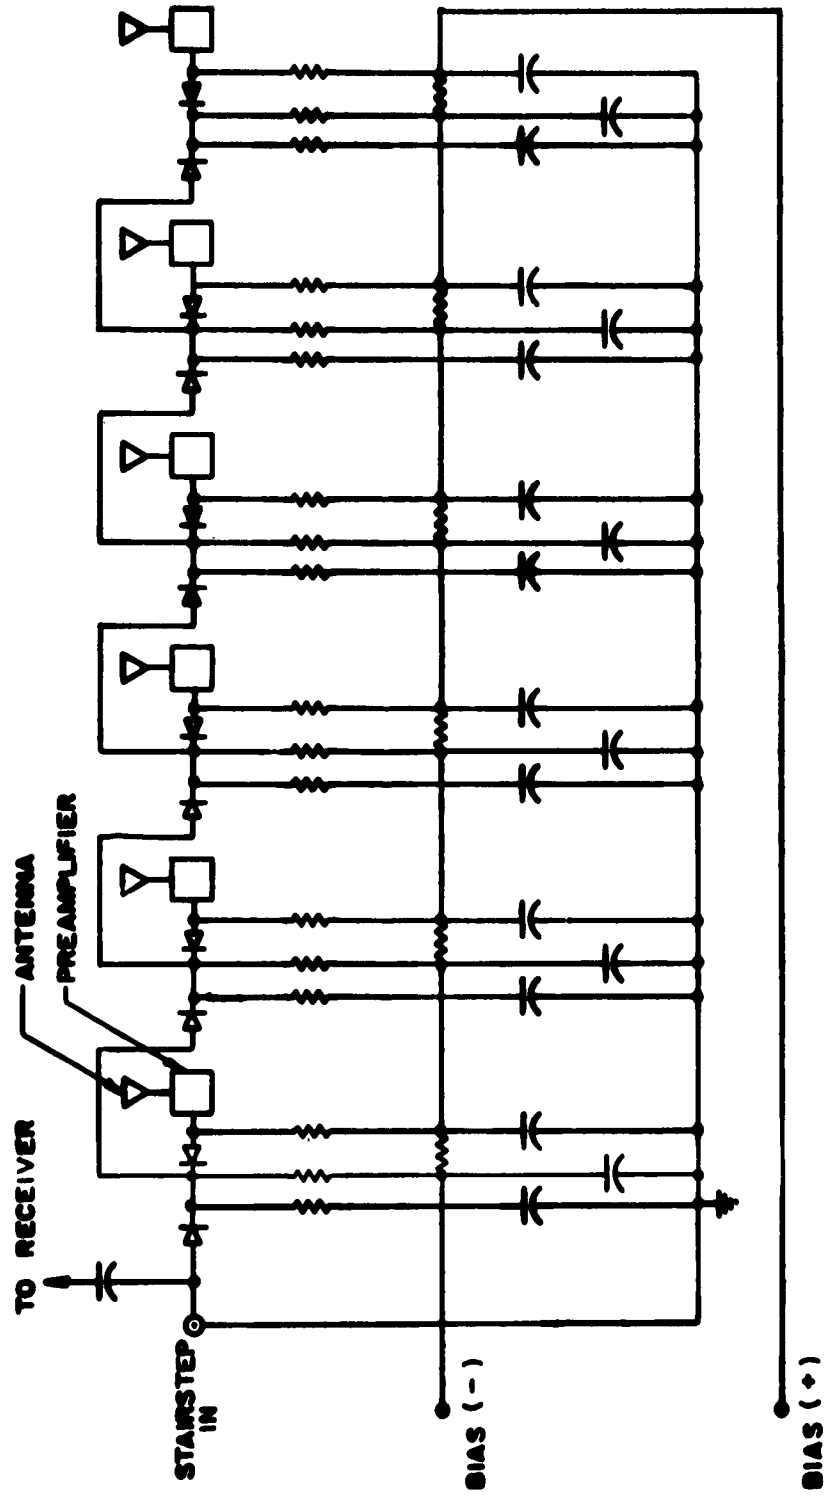 ANTENNA
PREAMPLIFIER
TO RECEIVER
STAIRSTEP
IN
BIAS (-)
BIAS (+)